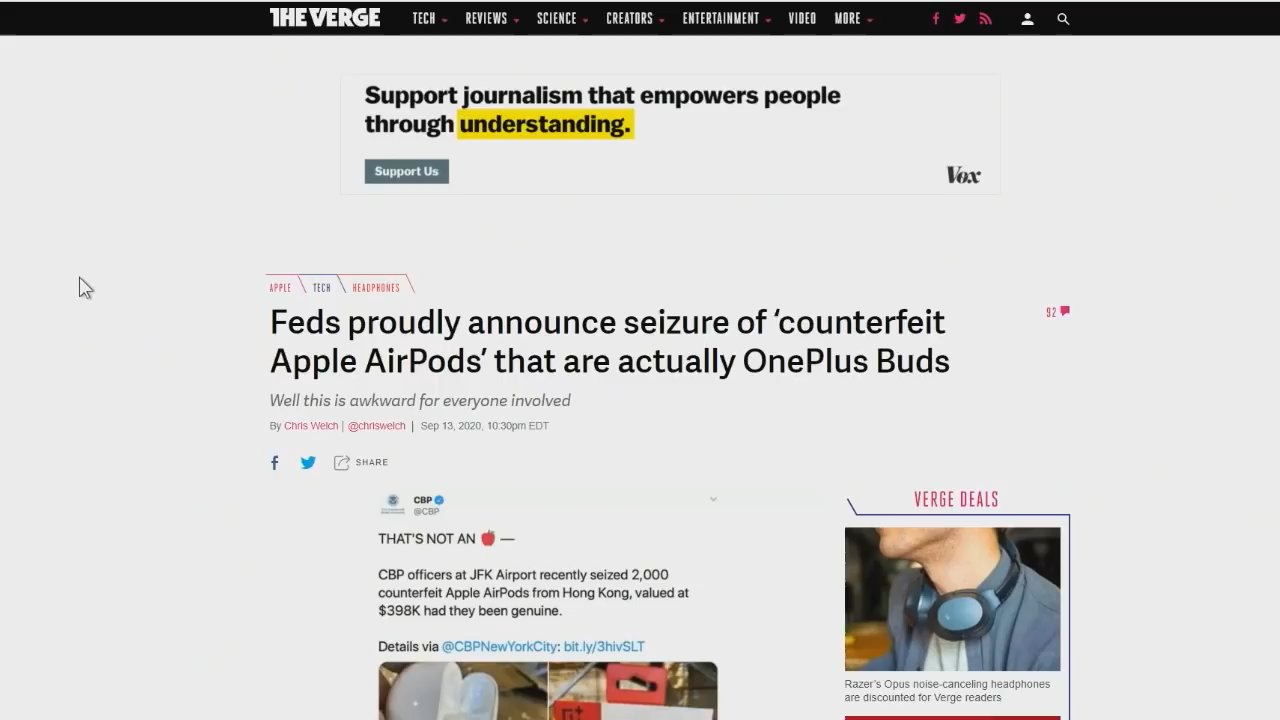 THE VERGE
TECH REVIEWS SCIENCE CREATORS ENTERTAINMENT VIDEO MORE
Support journalism that empowers people
through understanding.
Support Us
Vox
APPLE TECH HEADPHONES
Feds proudly announce seizure of ‘counterfeit
Apple AirPods’ that are actually OnePlus Buds
92
Well this is awkward for everyone involved
By Chris Welch | @chriswelch | Sep 13, 2020, 10:30pm EDT
SHARE
CBP
@CBP
THAT'S NOT AN 🍎 —
CBP officers at JFK Airport recently seized 2,000
counterfeit Apple AirPods from Hong Kong, valued at
$398K had they been genuine.
Details via @CBPNewYorkCity: bit.ly/3hivSLT
VERGE DEALS
Razer's Opus noise-canceling headphones
are discounted for Verge readers